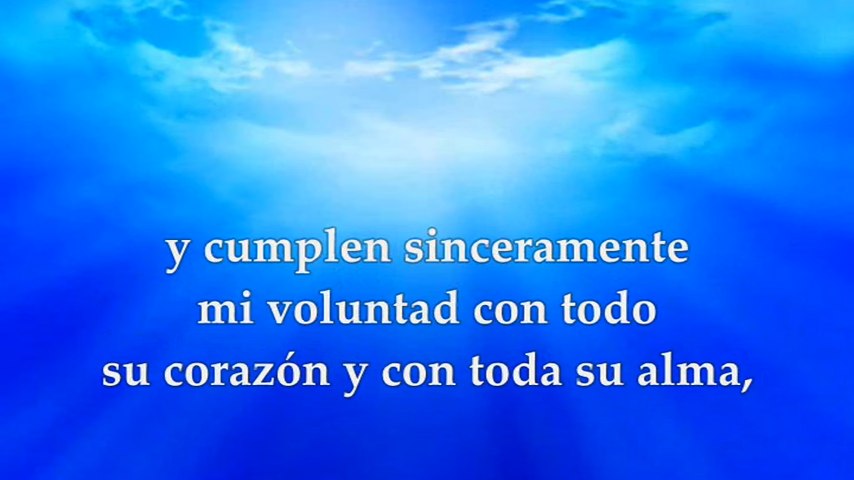 y cumplen sinceramente
mi voluntad con todo
su corazón y con toda su alma,